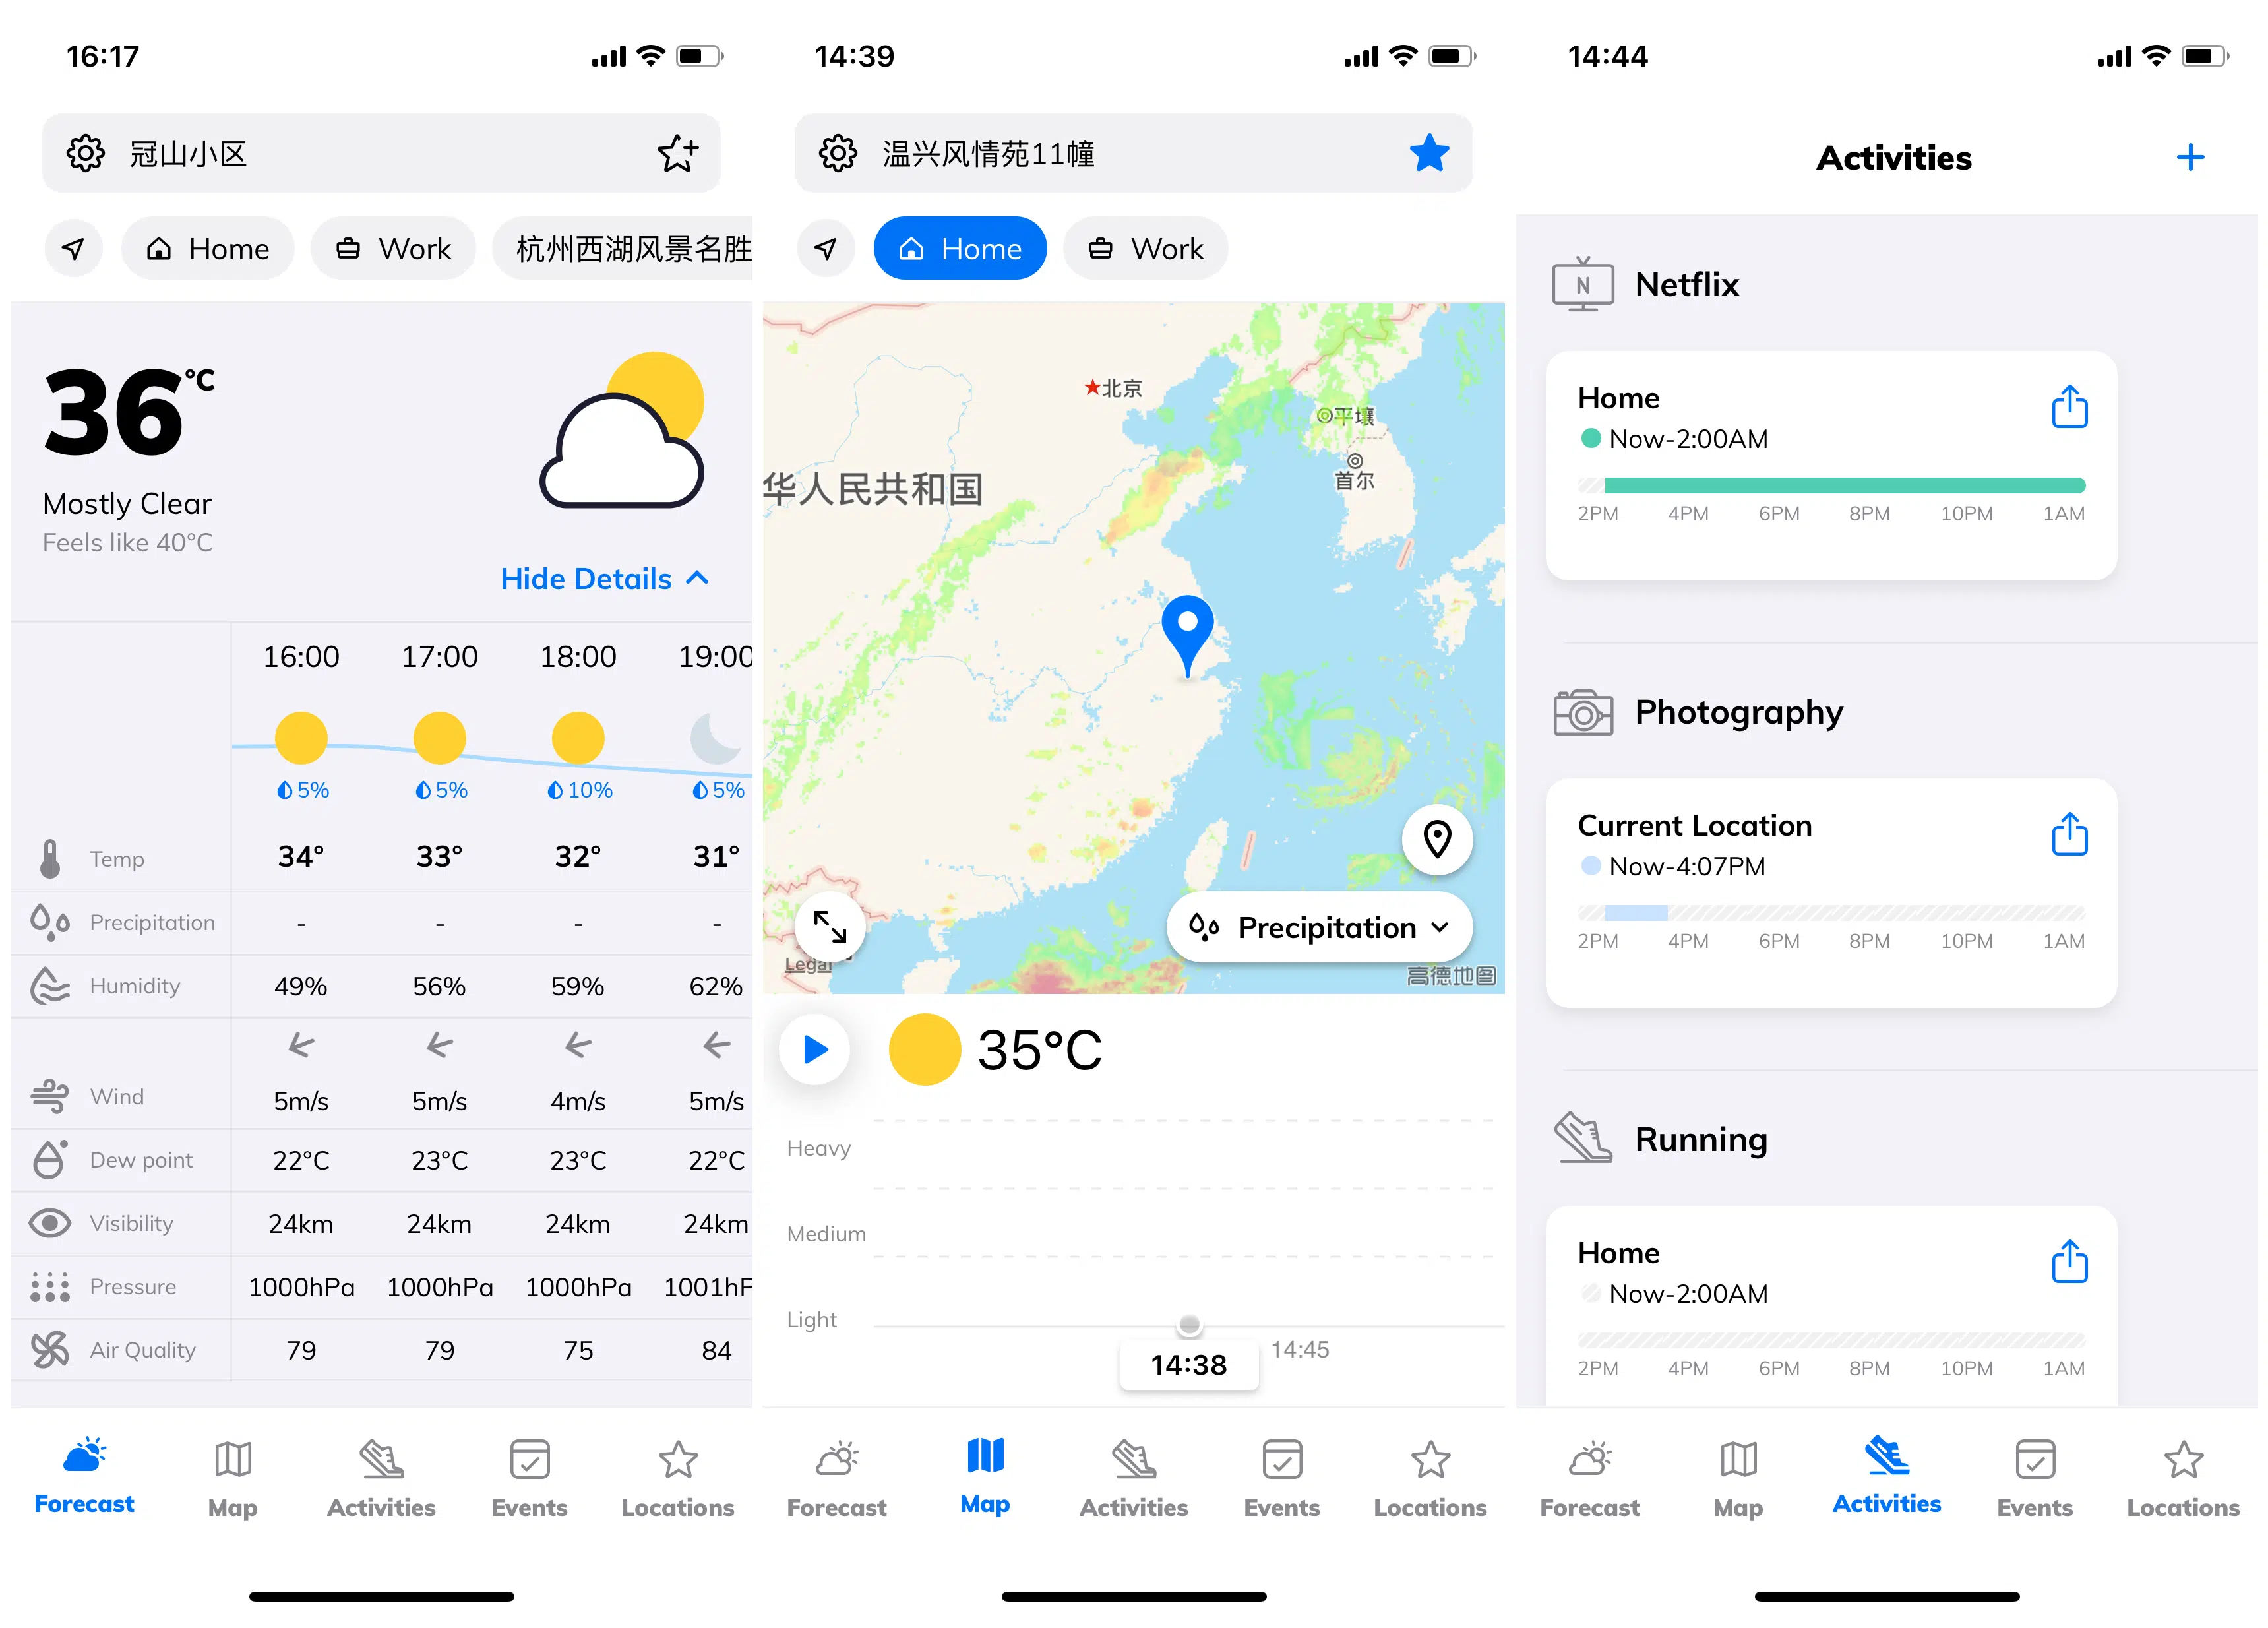 16:17
冠山小区
Home
Work
杭州西湖风景名胜
36°C
Mostly Clear
Feels like 40°C
Hide Details
16:00 17:00 18:00 19:00
5% 5% 10% 5%
Temp 34° 33° 32° 31°
Precipitation - - - -
Humidity 49% 56% 59% 62%
Wind 5m/s 5m/s 4m/s 5m/s
Dew point 22°C 23°C 23°C 22°C
Visibility 24km 24km 24km 24km
Pressure 1000hPa 1000hPa 1000hPa 1001hP
Air Quality 79 79 75 84
Forecast Map Activities Events Locations
14:39
温兴风情苑11幢
Home
Work
北京
平壤
首尔
华人民共和国
Precipitation
Legal
高德地图
35°C
Heavy
Medium
Light
14:38
14:45
Forecast Map Activities Events Locations
14:44
Activities
N
Netflix
Home
Now-2:00AM
2PM 4PM 6PM 8PM 10PM 1AM
Photography
Current Location
Now-4:07PM
2PM 4PM 6PM 8PM 10PM 1AM
Running
Home
Now-2:00AM
2PM 4PM 6PM 8PM 10PM 1AM
Forecast Map Activities Events Locations